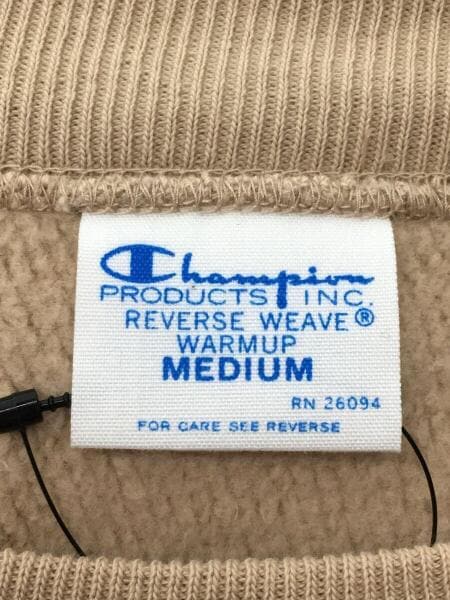 Champion
PRODUCTS INC.
REVERSE WEAVE®
WARMUP
MEDIUM
RN 26094
FOR CARE SEE REVERSE